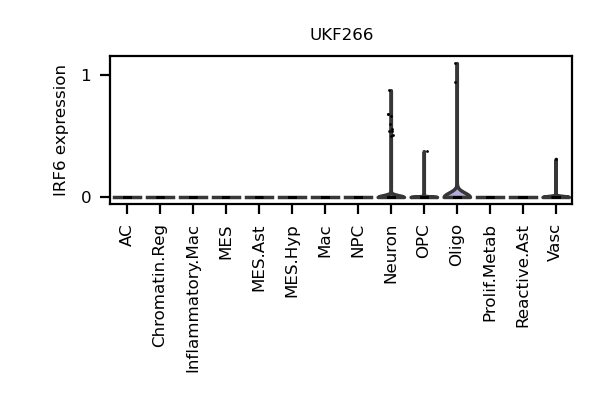 UKF266
IRF6 expression
1
0
AC
Chromatin.Reg
Inflammatory.Mac
MES
MES.Ast
MES.Hyp
Mac
NPC
Neuron
OPC
Oligo
Prolif.Metab
Reactive.Ast
Vasc